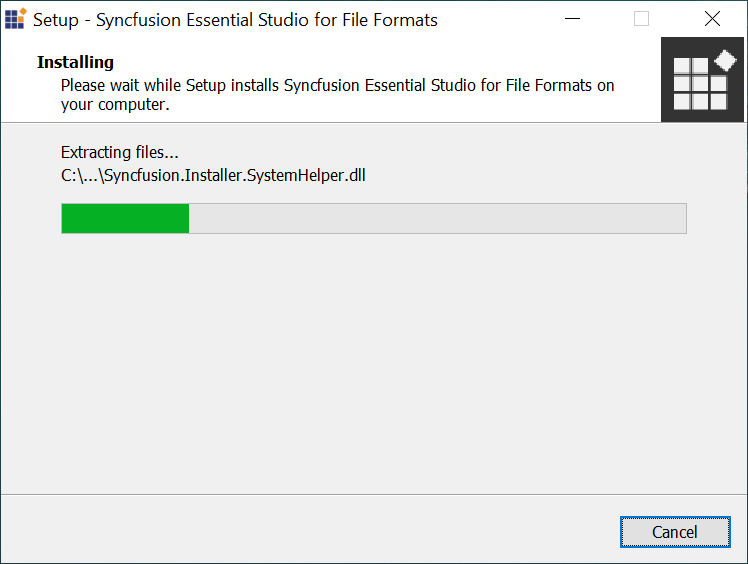 Setup - Syncfusion Essential Studio for File Formats
Installing
Please wait while Setup installs Syncfusion Essential Studio for File Formats on
your computer.
Extracting files...
C:\...\Syncfusion.Installer.SystemHelper.dll
Cancel